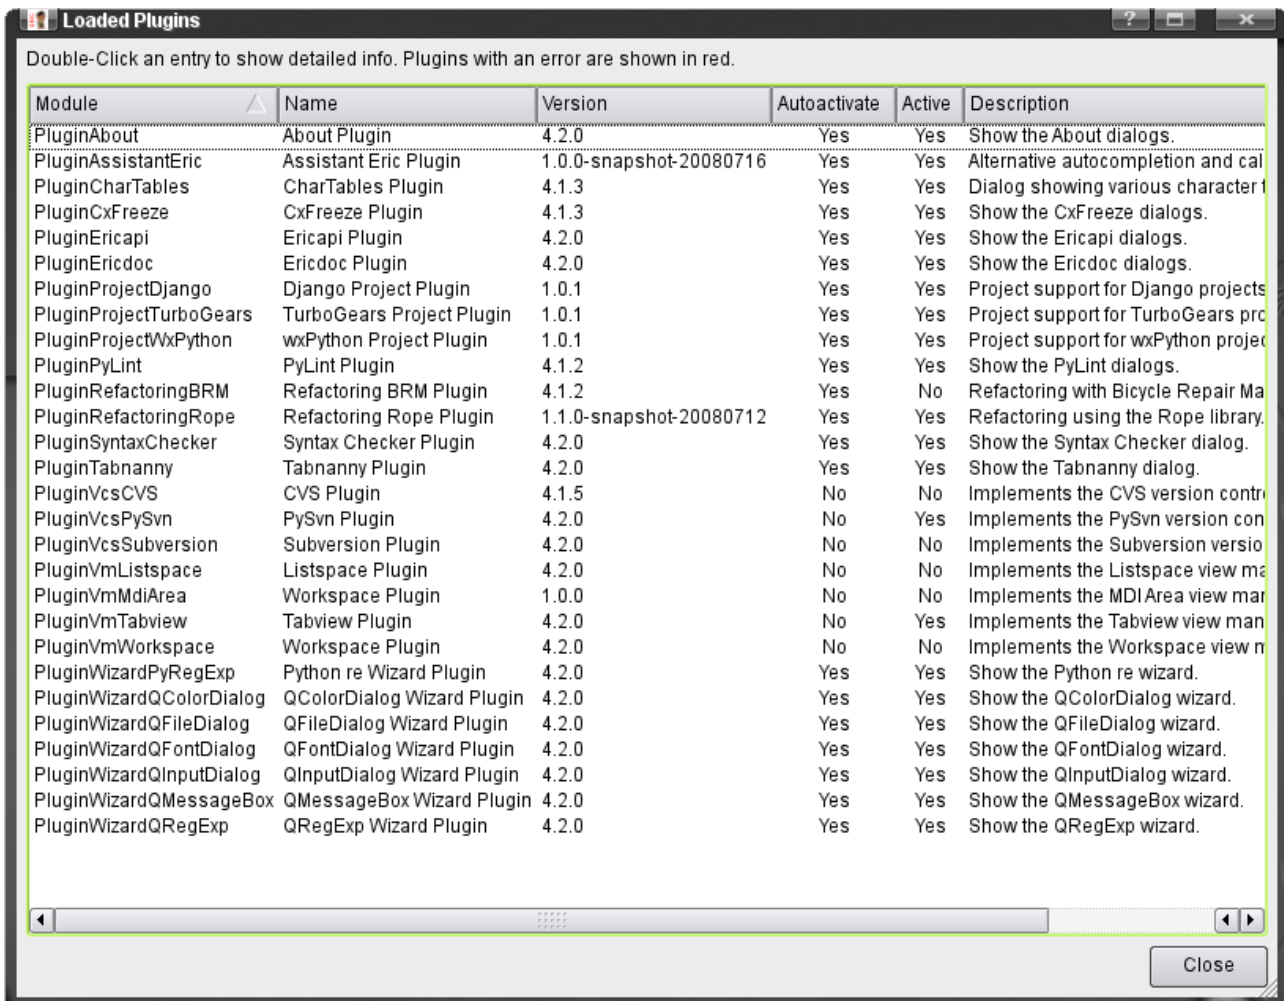 Loaded Plugins
Double-Click an entry to show detailed info. Plugins with an error are shown in red.
Module Name Version Autoactivate Active Description
PluginAbout About Plugin 4.2.0 Yes Yes Show the About dialogs.
PluginAssistantEric Assistant Eric Plugin 1.0.0-snapshot-20080716 Yes Yes Alternative autocompletion and cal
PluginCharTables CharTables Plugin 4.1.3 Yes Yes Dialog showing various character t
PluginCxFreeze CxFreeze Plugin 4.1.3 Yes Yes Show the CxFreeze dialogs.
PluginEricapi Ericapi Plugin 4.2.0 Yes Yes Show the Ericapi dialogs.
PluginEricdoc Ericdoc Plugin 4.2.0 Yes Yes Show the Ericdoc dialogs.
PluginProjectDjango Django Project Plugin 1.0.1 Yes Yes Project support for Django projects
PluginProjectTurboGears TurboGears Project Plugin 1.0.1 Yes Yes Project support for TurboGears pro
PluginProjectWxPython wxPython Project Plugin 1.0.1 Yes Yes Project support for wxPython projec
PluginPyLint PyLint Plugin 4.1.2 Yes Yes Show the PyLint dialogs.
PluginRefactoringBRM Refactoring BRM Plugin 4.1.2 Yes No Refactoring with Bicycle Repair Ma
PluginRefactoringRope Refactoring Rope Plugin 1.1.0-snapshot-20080712 Yes Yes Refactoring using the Rope library.
PluginSyntaxChecker Syntax Checker Plugin 4.2.0 Yes Yes Show the Syntax Checker dialog.
PluginTabnanny Tabnanny Plugin 4.2.0 Yes Yes Show the Tabnanny dialog.
PluginVcsCVS CVS Plugin 4.1.5 No No Implements the CVS version contr
PluginVcsPySvn PySvn Plugin 4.2.0 No Yes Implements the PySvn version con
PluginVcsSubversion Subversion Plugin 4.2.0 No No Implements the Subversion versio
PluginVmListspace Listspace Plugin 4.2.0 No No Implements the Listspace view ma
PluginVmMdiArea Workspace Plugin 1.0.0 No No Implements the MDI Area view mar
PluginVmTabview Tabview Plugin 4.2.0 No Yes Implements the Tabview view man
PluginVmWorkspace Workspace Plugin 4.2.0 No No Implements the Workspace view m
PluginWizardPyRegExp Python re Wizard Plugin 4.2.0 Yes Yes Show the Python re wizard.
PluginWizardQColorDialog QColorDialog Wizard Plugin 4.2.0 Yes Yes Show the QColorDialog wizard.
PluginWizardQFileDialog QFileDialog Wizard Plugin 4.2.0 Yes Yes Show the QFileDialog wizard.
PluginWizardQFontDialog QFontDialog Wizard Plugin 4.2.0 Yes Yes Show the QFontDialog wizard.
PluginWizardQInputDialog QInputDialog Wizard Plugin 4.2.0 Yes Yes Show the QInputDialog wizard.
PluginWizardQMessageBox QMessageBox Wizard Plugin 4.2.0 Yes Yes Show the QMessageBox wizard.
PluginWizardQRegExp QRegExp Wizard Plugin 4.2.0 Yes Yes Show the QRegExp wizard.
Close